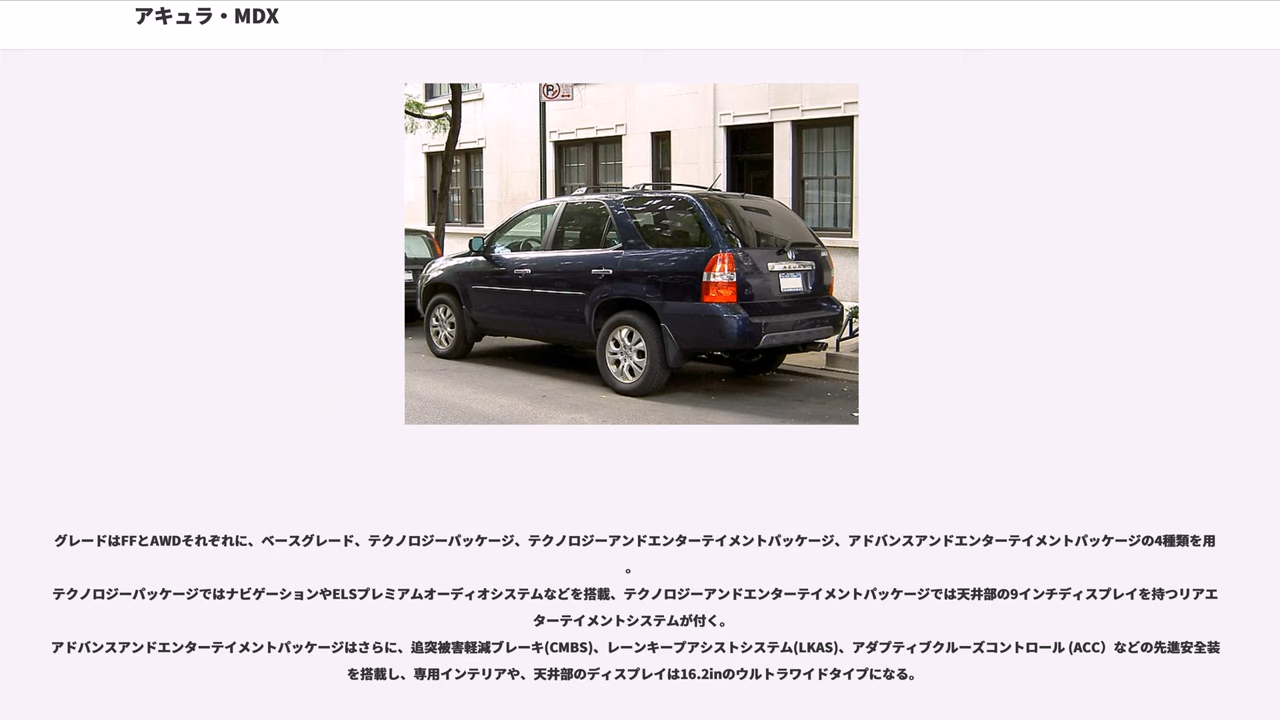 アキュラ・MDX
P
ACURA
グレードはFFとAWDそれぞれに、ベースグレード、テクノロジーパッケージ、テクノロジーアンドエンターテイメントパッケージ、アドバンスアンドエンターテイメントパッケージの4種類を用
。
テクノロジーパッケージではナビゲーションやELSプレミアムオーディオシステムなどを搭載、テクノロジーアンドエンターテイメントパッケージでは天井部の9インチディスプレイを持つリアエ
ターテイメントシステムが付く。
アドバンスアンドエンターテイメントパッケージはさらに、追突被害軽減ブレーキ(CMBS)、レーンキープアシストシステム(LKAS)、アダプティブクルーズコントロール (ACC）などの先進安全装
を搭載し、専用インテリアや、天井部のディスプレイは16.2inのウルトラワイドタイプになる。